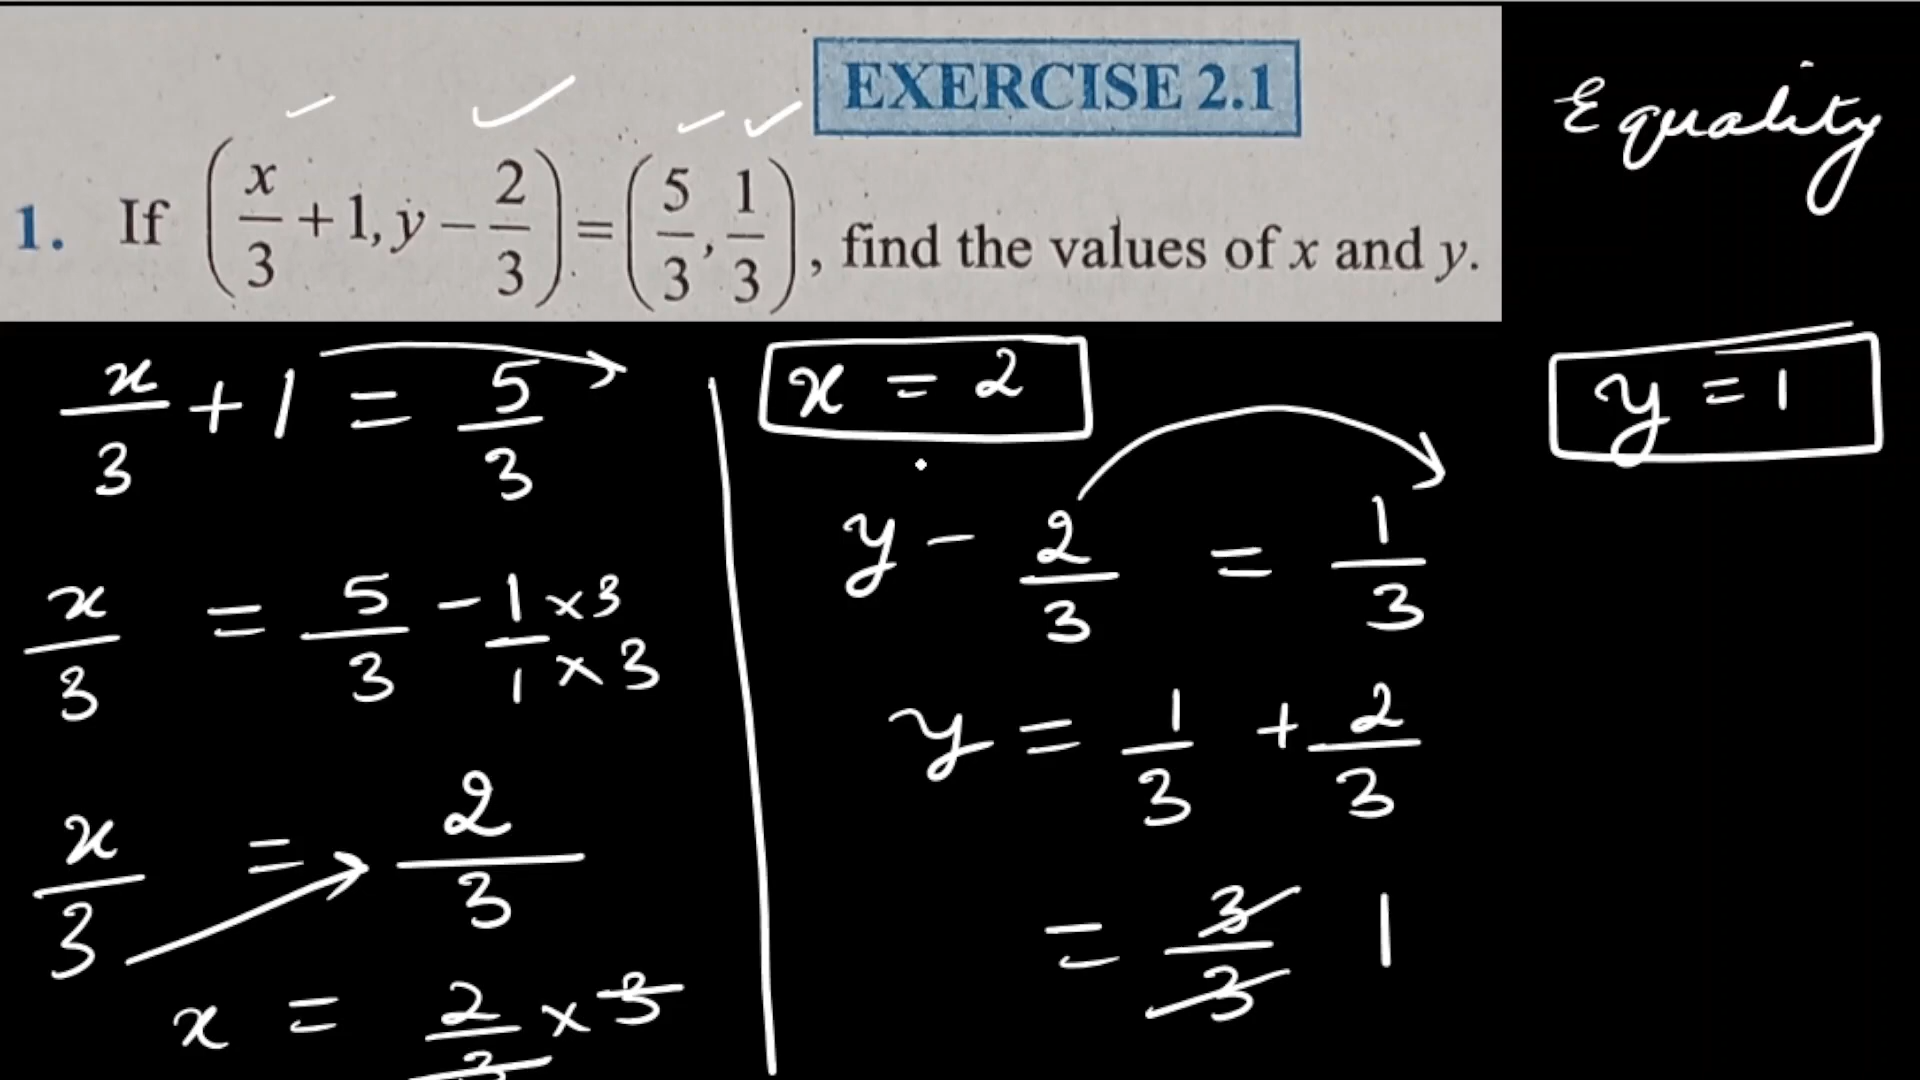 EXERCISE 2.1
Equality
1. If (x/3 + 1, y − 2/3) = (5/3, 1/3), find the values of x and y.
x/3 + 1 = 5/3
x/3 = 5/3 − 1×3/1×3
x/3 = 2/3
x = 2/3 × 3
x = 2
y − 2/3 = 1/3
y = 1/3 + 2/3
= 3/3 1
y = 1